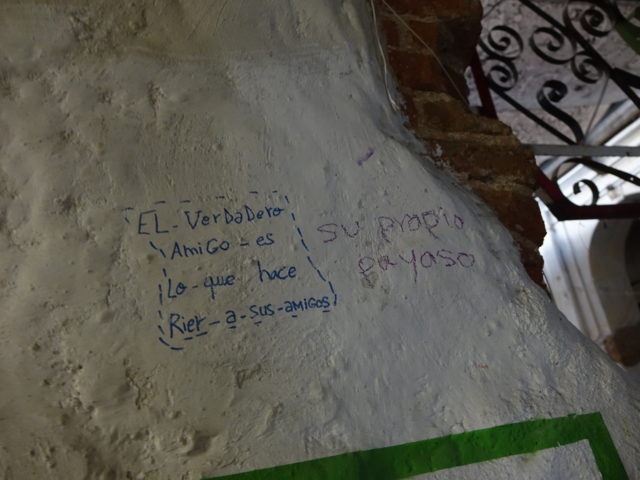 EL-VerDaDero
AmiGo-es
Lo-que hace
Rier-a-sus-aMIGOS
su propio
payaso